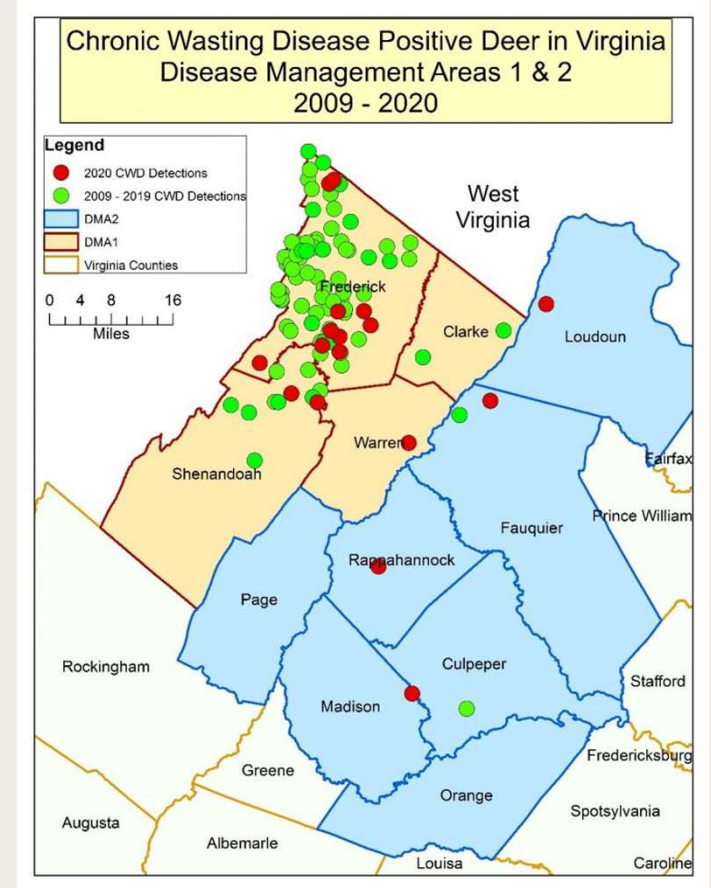 Chronic Wasting Disease Positive Deer in Virginia
Disease Management Areas 1 & 2
2009 - 2020
Legend
2020 CWD Detections
2009 - 2019 CWD Detections
DMA2
DMA1
Virginia Counties
0 4 8 16
Miles
West
Virginia
Frederick
Clarke
Loudoun
Warren
Fairfax
Shenandoah
Prince William
Fauquier
Rappahannock
Page
Rockingham
Culpeper
Stafford
Madison
Fredericksburg
Greene
Orange
Spotsylvania
Augusta
Albemarle
Louisa
Caroline